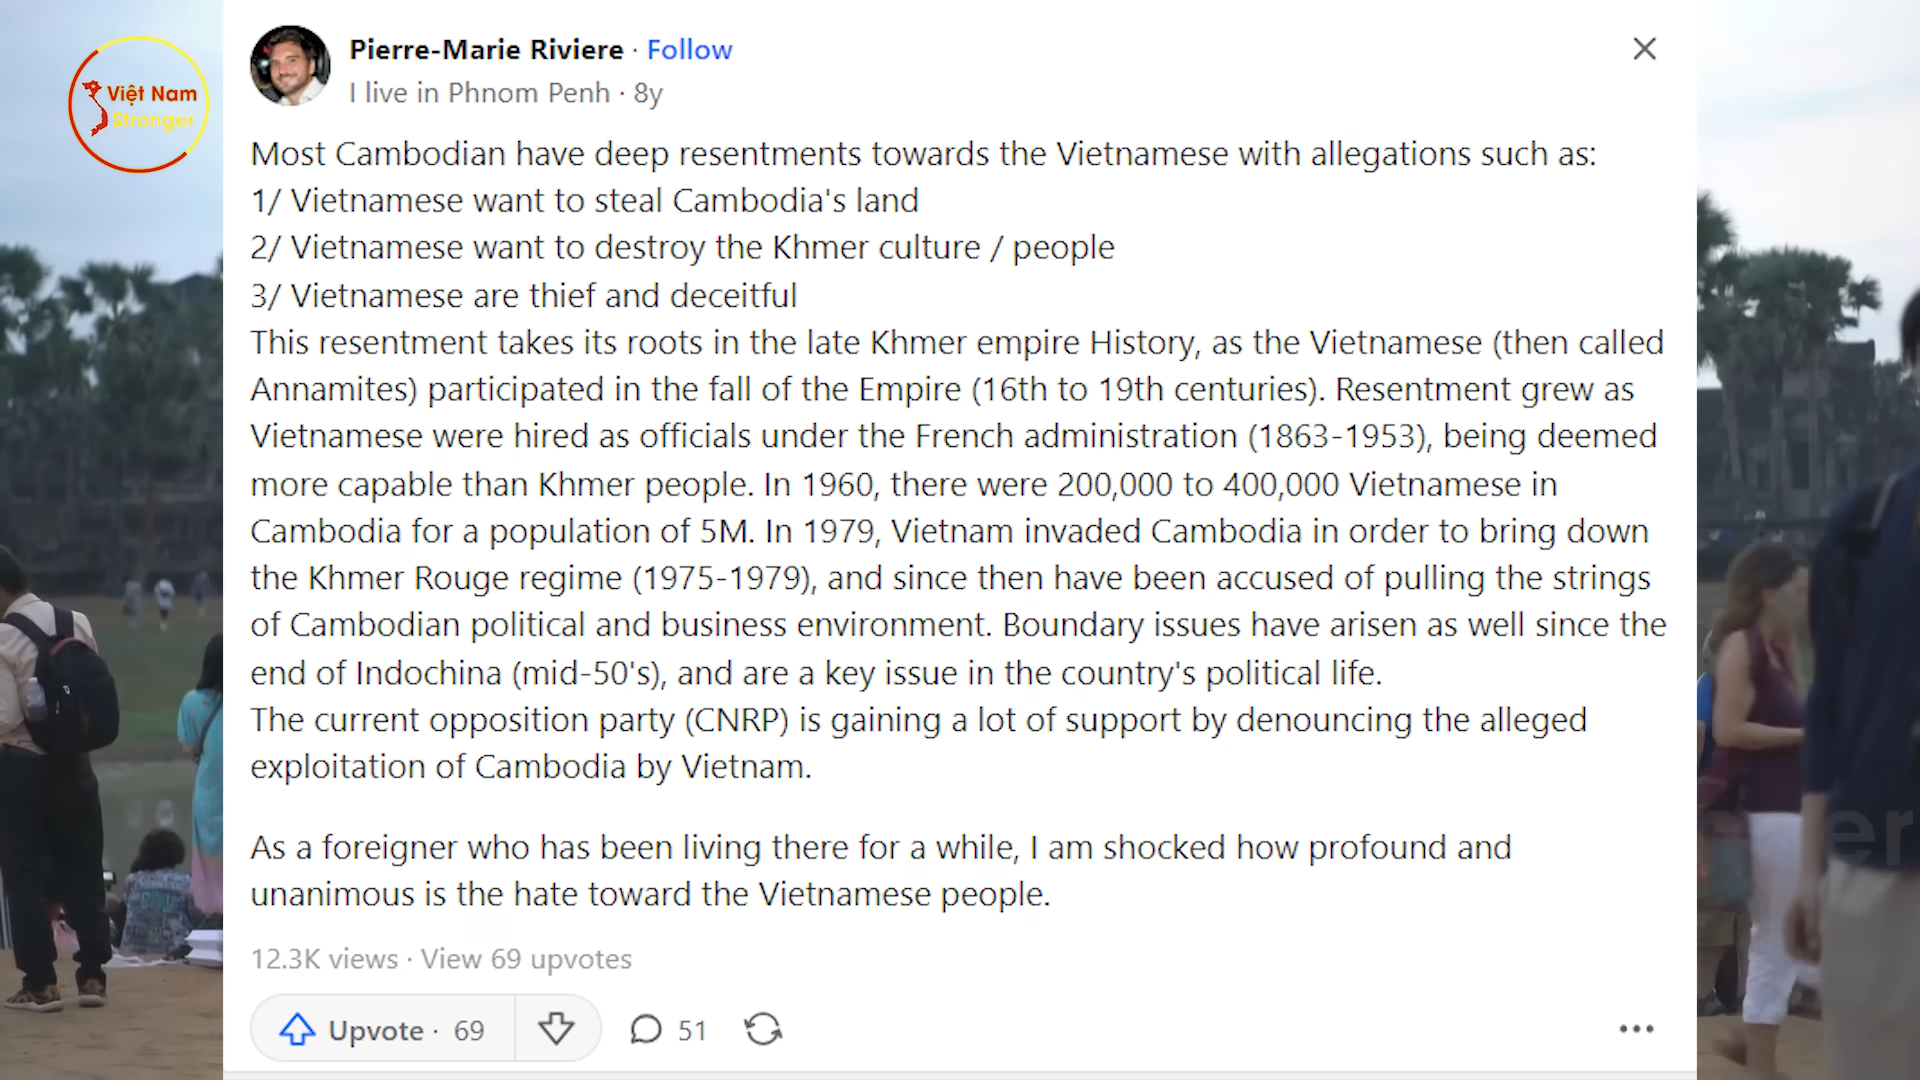 Việt Nam
Stronger
Pierre-Marie Riviere · Follow
I live in Phnom Penh · 8y
Most Cambodian have deep resentments towards the Vietnamese with allegations such as:
1/ Vietnamese want to steal Cambodia's land
2/ Vietnamese want to destroy the Khmer culture / people
3/ Vietnamese are thief and deceitful
This resentment takes its roots in the late Khmer empire History, as the Vietnamese (then called
Annamites) participated in the fall of the Empire (16th to 19th centuries). Resentment grew as
Vietnamese were hired as officials under the French administration (1863-1953), being deemed
more capable than Khmer people. In 1960, there were 200,000 to 400,000 Vietnamese in
Cambodia for a population of 5M. In 1979, Vietnam invaded Cambodia in order to bring down
the Khmer Rouge regime (1975-1979), and since then have been accused of pulling the strings
of Cambodian political and business environment. Boundary issues have arisen as well since the
end of Indochina (mid-50's), and are a key issue in the country's political life.
The current opposition party (CNRP) is gaining a lot of support by denouncing the alleged
exploitation of Cambodia by Vietnam.
As a foreigner who has been living there for a while, I am shocked how profound and
unanimous is the hate toward the Vietnamese people.
12.3K views · View 69 upvotes
Upvote · 69
51